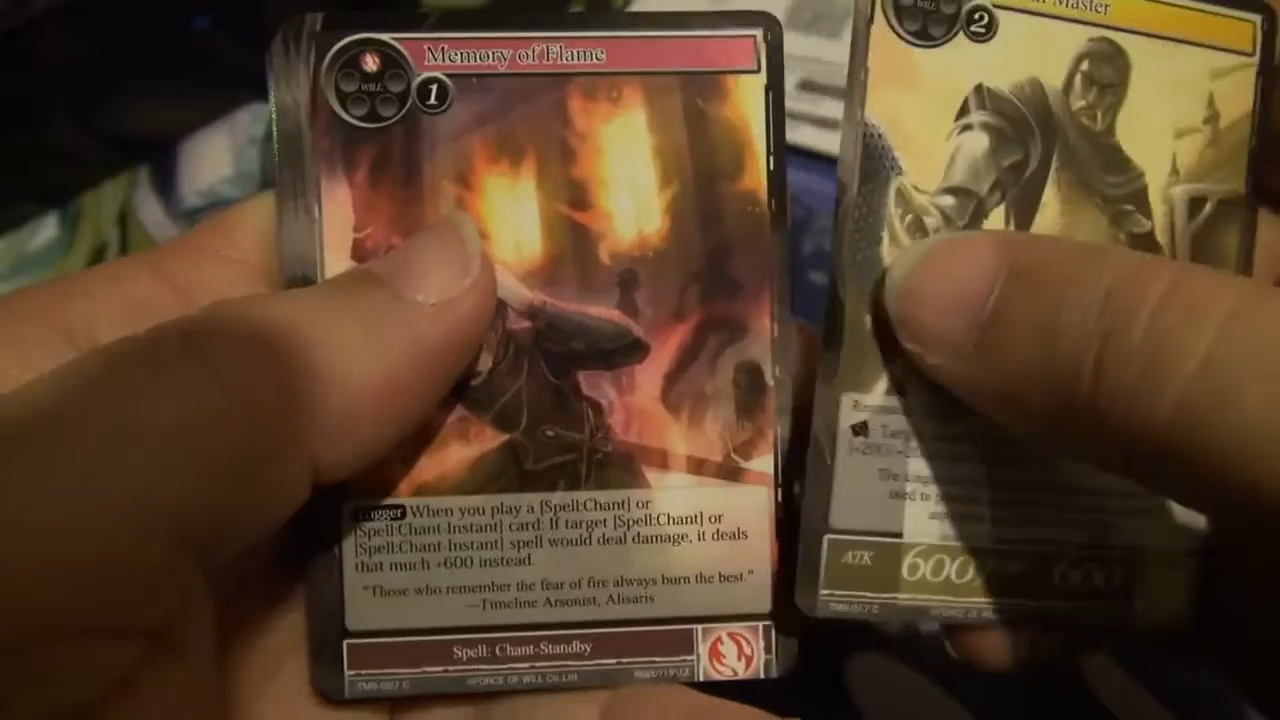 Memory of Flame
WILL
1
Trigger When you play a [Spell:Chant] or
[Spell:Chant-Instant] card: If target [Spell:Chant] or
[Spell:Chant-Instant] spell would deal damage, it deals
that much +600 instead.
"Those who remember the fear of fire always burn the best."
—Timeline Arsonist, Alisaris
Spell: Chant-Standby
©FORCE OF WILL Co.,Ltd.
Master
WILL
2
ATK 600 600